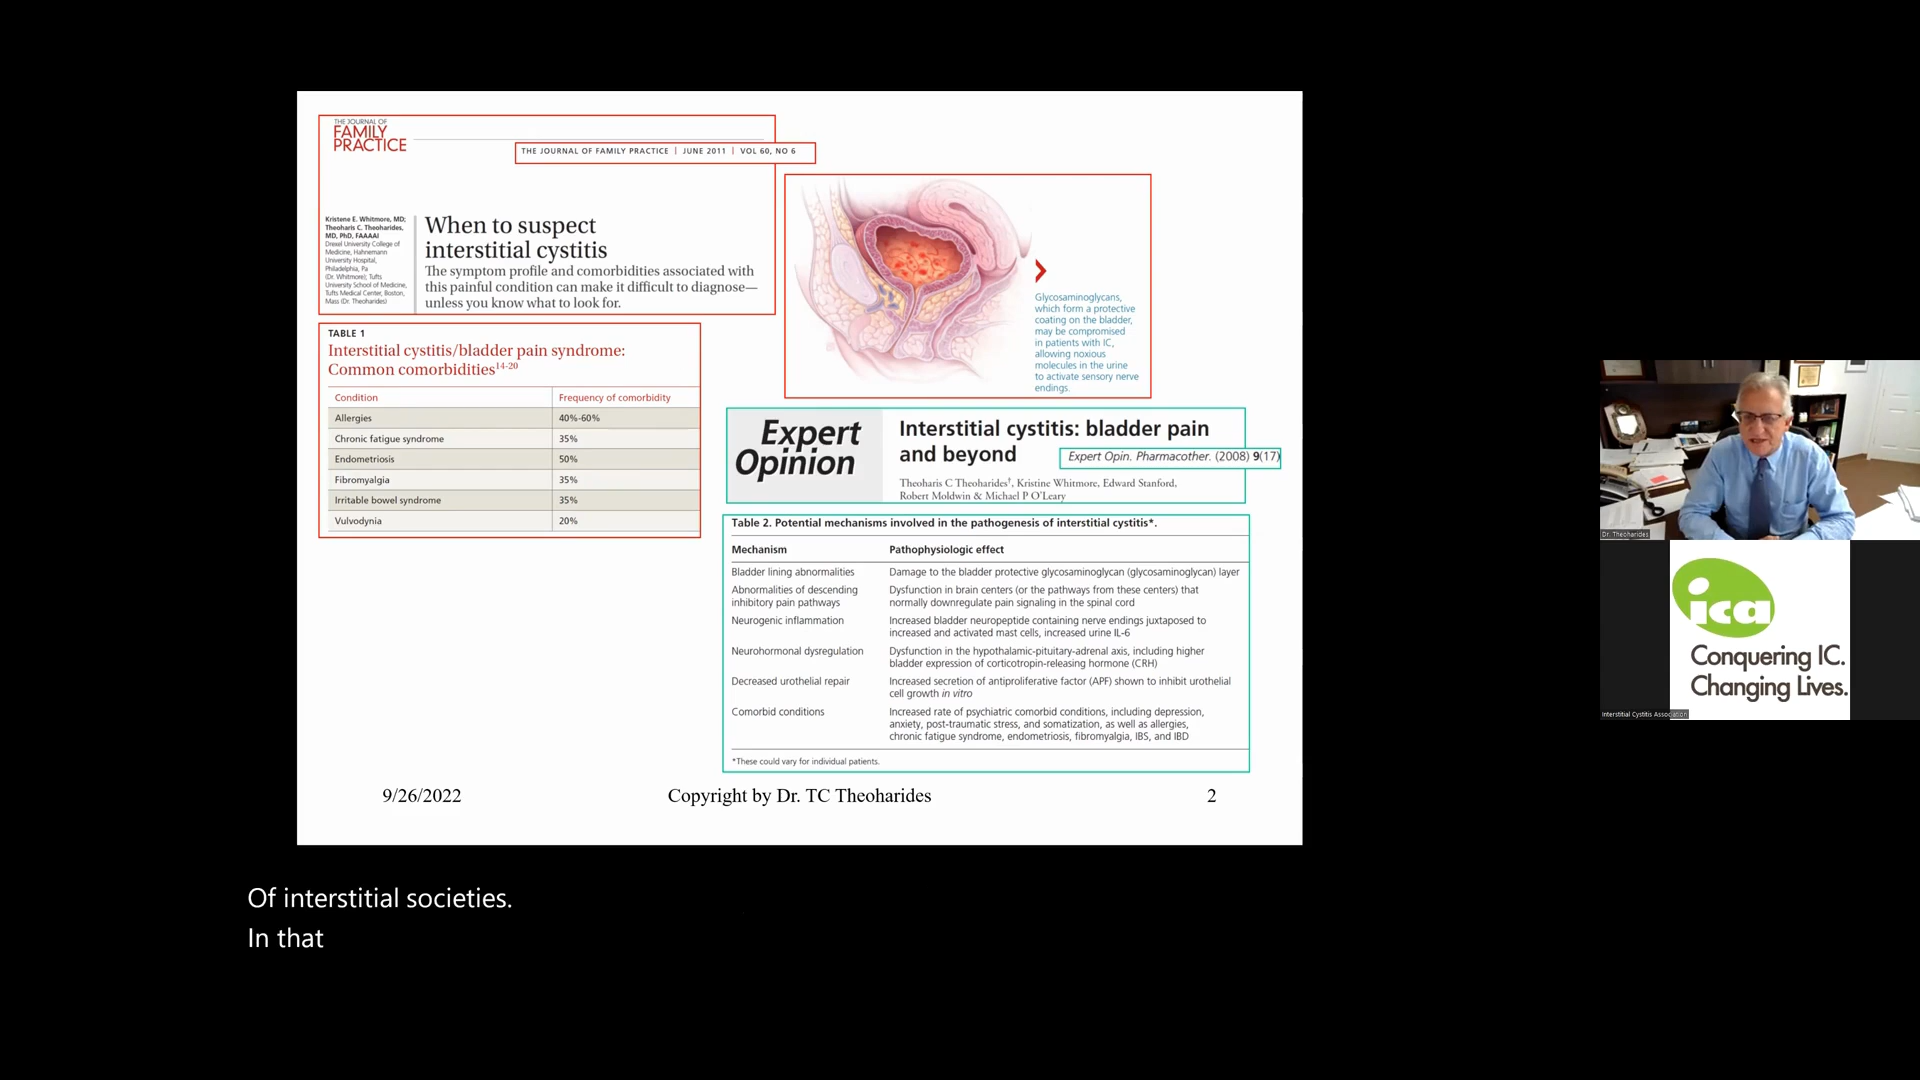 THE JOURNAL OF
FAMILY
PRACTICE
THE JOURNAL OF FAMILY PRACTICE | JUNE 2011 | VOL 60, NO 6
Kristene E. Whitmore, MD;
Theoharis C. Theoharides,
MD, PhD, FAAAAI
Drexel University College of
Medicine, Hahnemann
University Hospital,
Philadelphia, Pa
(Dr. Whitmore); Tufts
University School of Medicine,
Tufts Medical Center, Boston,
Mass (Dr. Theoharides)
When to suspect
interstitial cystitis
The symptom profile and comorbidities associated with
this painful condition can make it difficult to diagnose—
unless you know what to look for.
TABLE 1
Interstitial cystitis/bladder pain syndrome:
Common comorbidities14-20
Condition Frequency of comorbidity
Allergies 40%-60%
Chronic fatigue syndrome 35%
Endometriosis 50%
Fibromyalgia 35%
Irritable bowel syndrome 35%
Vulvodynia 20%
Glycosaminoglycans,
which form a protective
coating on the bladder,
may be compromised
in patients with IC,
allowing noxious
molecules in the urine
to activate sensory nerve
endings.
Expert
Opinion
Interstitial cystitis: bladder pain
and beyond
Expert Opin. Pharmacother. (2008) 9(17)
Theoharis C Theoharides†, Kristine Whitmore, Edward Stanford,
Robert Moldwin & Michael P O'Leary
Table 2. Potential mechanisms involved in the pathogenesis of interstitial cystitis*.
Mechanism Pathophysiologic effect
Bladder lining abnormalities Damage to the bladder protective glycosaminoglycan (glycosaminoglycan) layer
Abnormalities of descending Dysfunction in brain centers (or the pathways from these centers) that
inhibitory pain pathways normally downregulate pain signaling in the spinal cord
Neurogenic inflammation Increased bladder neuropeptide containing nerve endings juxtaposed to
increased and activated mast cells, increased urine IL-6
Neurohormonal dysregulation Dysfunction in the hypothalamic-pituitary-adrenal axis, including higher
bladder expression of corticotropin-releasing hormone (CRH)
Decreased urothelial repair Increased secretion of antiproliferative factor (APF) shown to inhibit urothelial
cell growth in vitro
Comorbid conditions Increased rate of psychiatric comorbid conditions, including depression,
anxiety, post-traumatic stress, and somatization, as well as allergies,
chronic fatigue syndrome, endometriosis, fibromyalgia, IBS, and IBD
*These could vary for individual patients.
9/26/2022 Copyright by Dr. TC Theoharides 2
Dr. Theoharides
ica
Conquering IC.
Changing Lives.
Interstitial Cystitis Association
Of interstitial societies.
In that